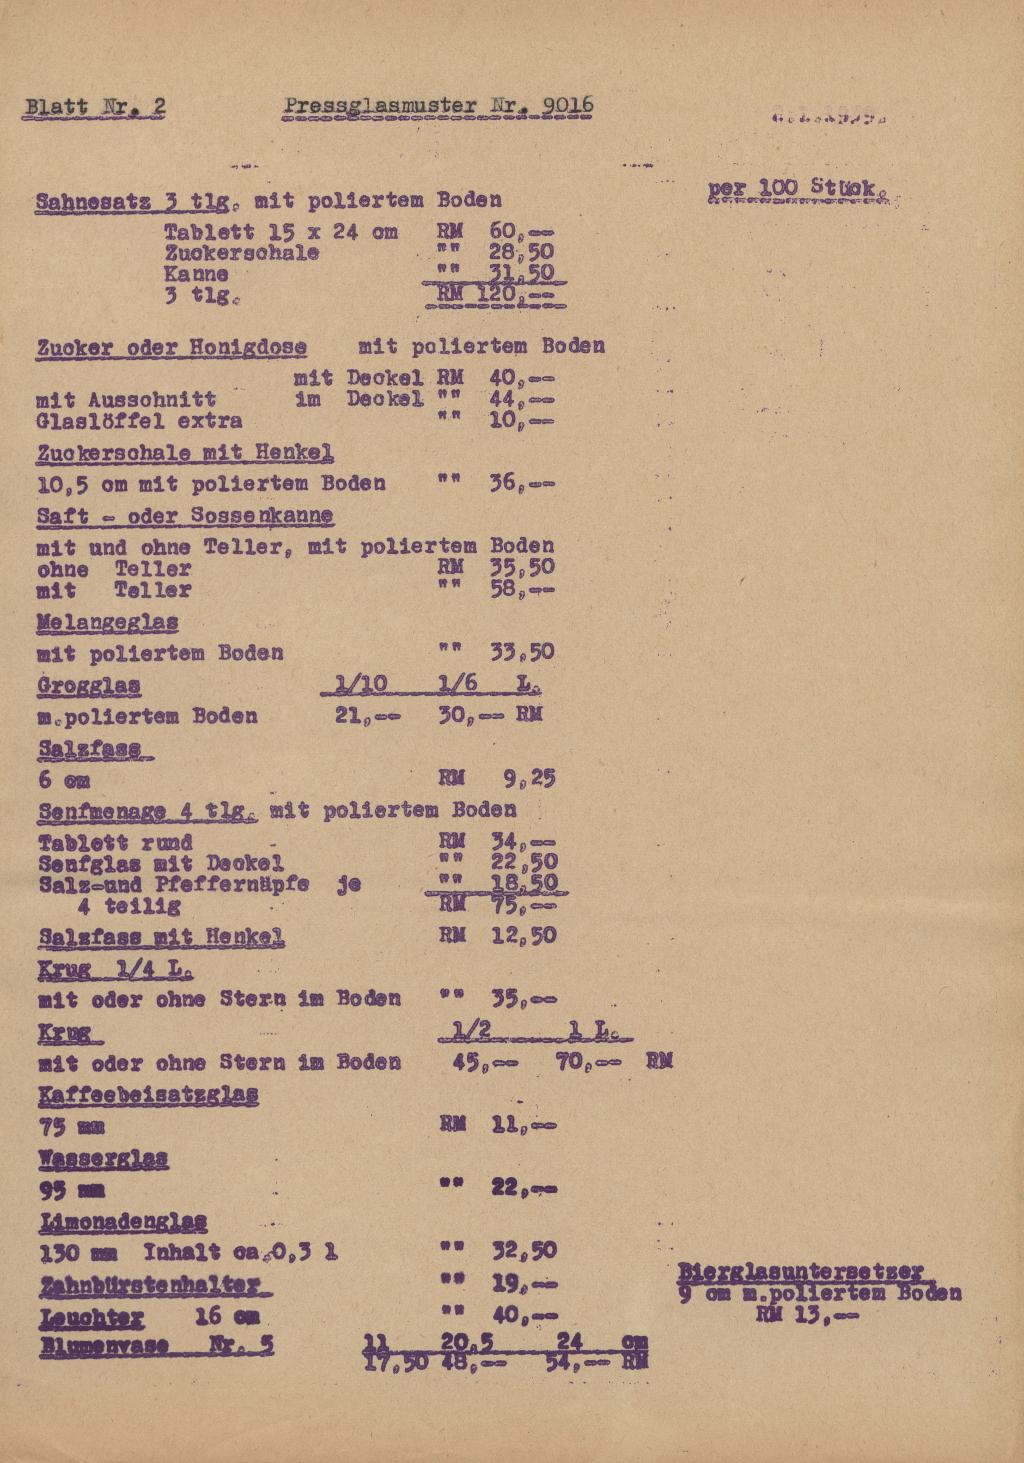 Blatt Nr. 2 Pressglasmuster Nr. 9016
per 100 Stück.
Sahnesatz 3 tlg. mit poliertem Boden
Tablett 15 x 24 cm RM 60,--
Zuckerschale "" 28,50
Kanne "" 31,50
3 tlg. RM 120,--
Zucker oder Honigdose mit poliertem Boden
mit Deckel RM 40,--
mit Ausschnitt im Deckel "" 44,--
Glaslöffel extra "" 10,--
Zuckerschale mit Henkel
10,5 cm mit poliertem Boden "" 36,--
Saft - oder Sossenkanne
mit und ohne Teller, mit poliertem Boden
ohne Teller RM 35,50
mit Teller "" 58,--
Melangeglas
mit poliertem Boden "" 33,50
Grogglas 1/10 1/6 L.
m.poliertem Boden 21,-- 30,-- RM
Salzfass
6 cm RM 9,25
Senfmenage 4 tlg. mit poliertem Boden
Tablett rund RM 34,--
Senfglas mit Deckel "" 22,50
Salz-und Pfeffernäpfe je "" 18,50
4 teilig RM 75,--
Salzfass mit Henkel RM 12,50
Krug 1/4 L.
mit oder ohne Stern im Boden "" 35,--
Krug 1/2 1 L.
mit oder ohne Stern im Boden 45,-- 70,-- RM
Kaffeebeisatzglas
75 mm RM 11,--
Wasserglas
95 mm "" 22,--
Limonadenglas
130 mm Inhalt ca.0,3 l "" 32,50
Zahnbürstenhalter "" 19,--
Leuchter 16 cm "" 40,--
Blumenvase Nr. 5 11 20,5 24 cm
17,50 48,-- 54,-- RM
Bierglasuntersetzer
9 cm m.poliertem Boden
RM 13,--